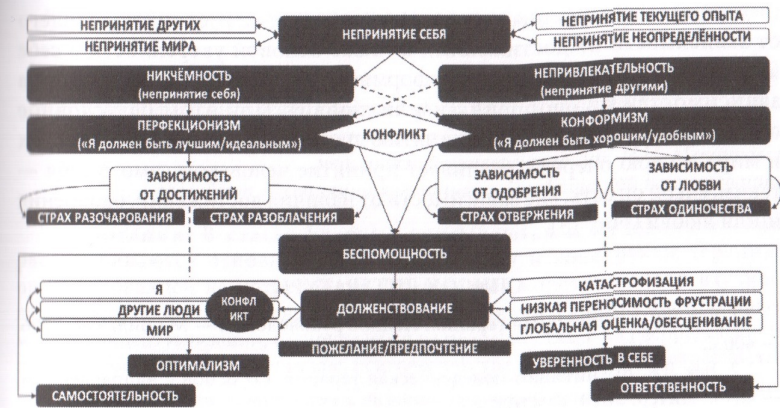 НЕПРИНЯТИЕ ДРУГИХ
НЕПРИНЯТИЕ МИРА
НЕПРИНЯТИЕ СЕБЯ
НЕПРИНЯТИЕ ТЕКУЩЕГО ОПЫТА
НЕПРИНЯТИЕ НЕОПРЕДЕЛЁННОСТИ
НИКЧЁМНОСТЬ
(непринятие себя)
НЕПРИВЛЕКАТЕЛЬНОСТЬ
(непринятие другими)
ПЕРФЕКЦИОНИЗМ
(«Я должен быть лучшим/идеальным»)
КОНФЛИКТ
КОНФОРМИЗМ
(«Я должен быть хорошим/удобным»)
ЗАВИСИМОСТЬ
ОТ ДОСТИЖЕНИЙ
ЗАВИСИМОСТЬ
ОТ ОДОБРЕНИЯ
ЗАВИСИМОСТЬ
ОТ ЛЮБВИ
СТРАХ РАЗОЧАРОВАНИЯ
СТРАХ РАЗОБЛАЧЕНИЯ
СТРАХ ОТВЕРЖЕНИЯ
СТРАХ ОДИНОЧЕСТВА
БЕСПОМОЩНОСТЬ
Я
ДРУГИЕ ЛЮДИ
МИР
КОНФЛ
ИКТ
ДОЛЖЕНСТВОВАНИЕ
КАТАСТРОФИЗАЦИЯ
НИЗКАЯ ПЕРЕНОСИМОСТЬ ФРУСТРАЦИИ
ГЛОБАЛЬНАЯ ОЦЕНКА/ОБЕСЦЕНИВАНИЕ
ПОЖЕЛАНИЕ/ПРЕДПОЧТЕНИЕ
ОПТИМАЛИЗМ
УВЕРЕННОСТЬ В СЕБЕ
САМОСТОЯТЕЛЬНОСТЬ
ОТВЕТСТВЕННОСТЬ